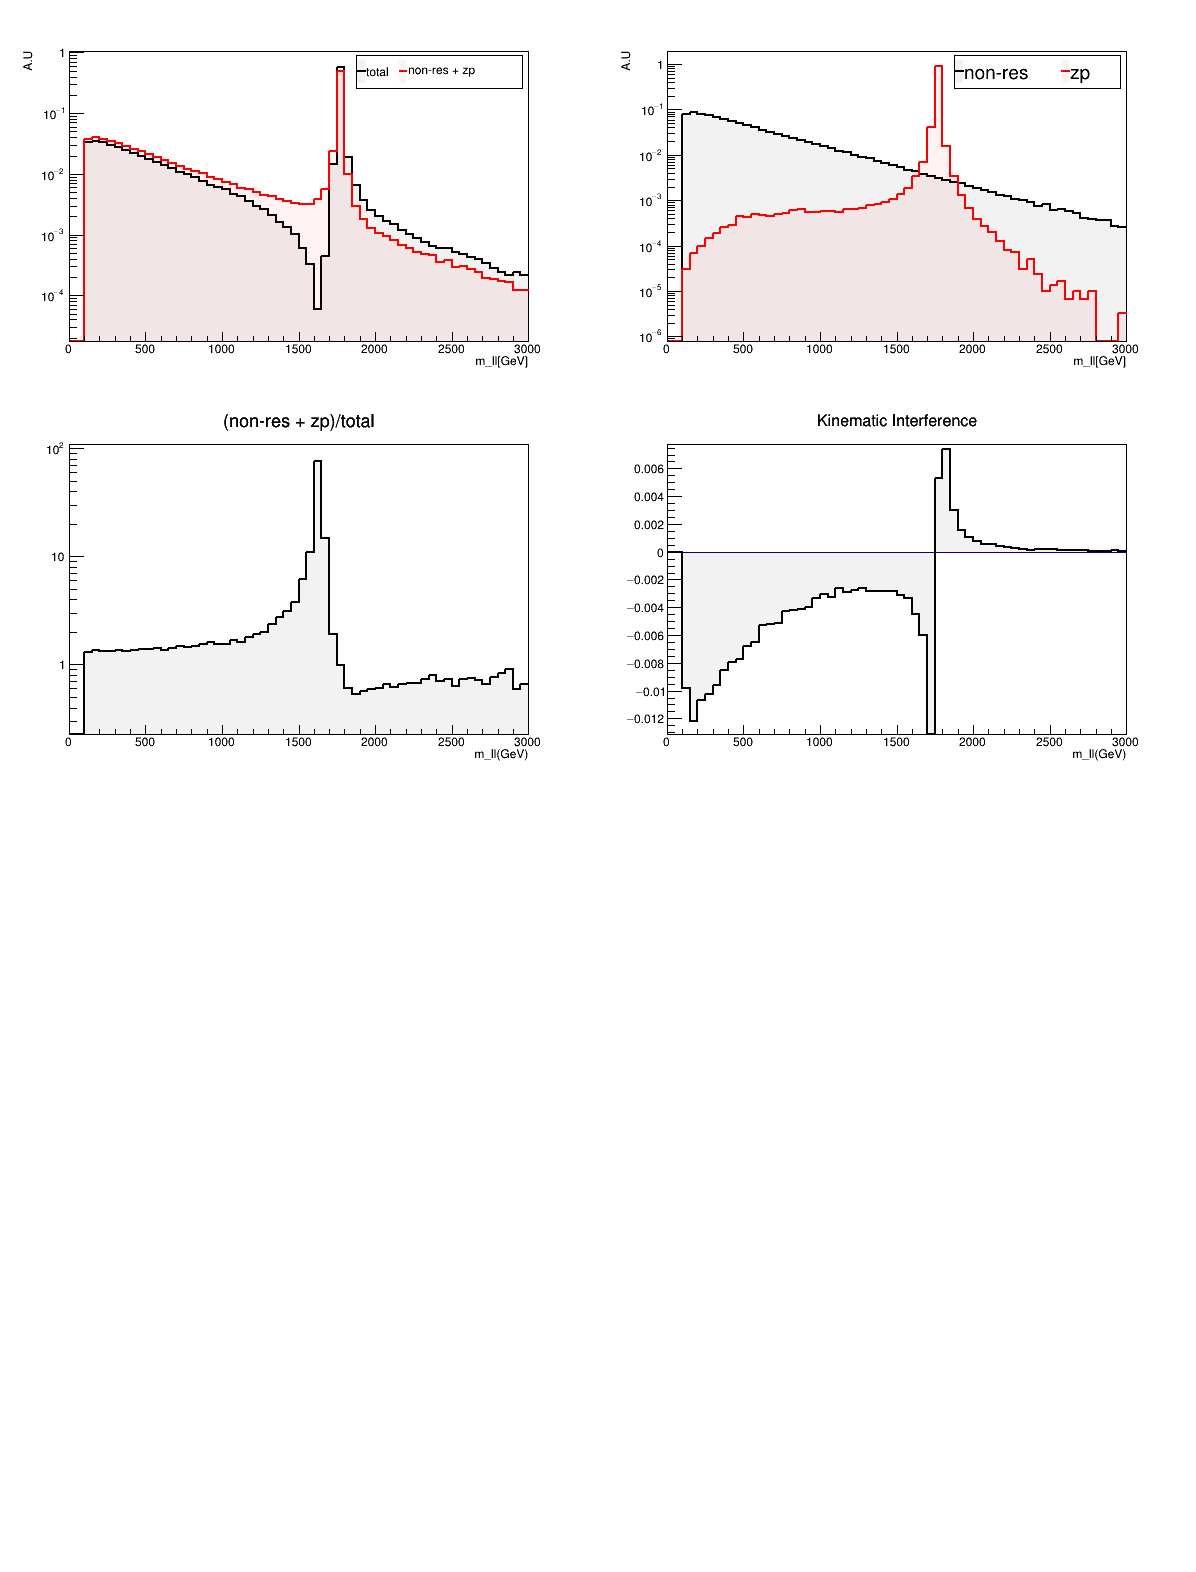 A.U
1
10−1
10−2
10−3
10−4
total
non-res + zp
0 500 1000 1500 2000 2500 3000
m_ll[GeV]
A.U
1
10−1
10−2
10−3
10−4
10−5
10−6
non-res
zp
0 500 1000 1500 2000 2500 3000
m_ll[GeV]
(non-res + zp)/total
102
10
1
0 500 1000 1500 2000 2500 3000
m_ll(GeV)
Kinematic Interference
0.006
0.004
0.002
0
−0.002
−0.004
−0.006
−0.008
−0.01
−0.012
0 500 1000 1500 2000 2500 3000
m_ll(GeV)